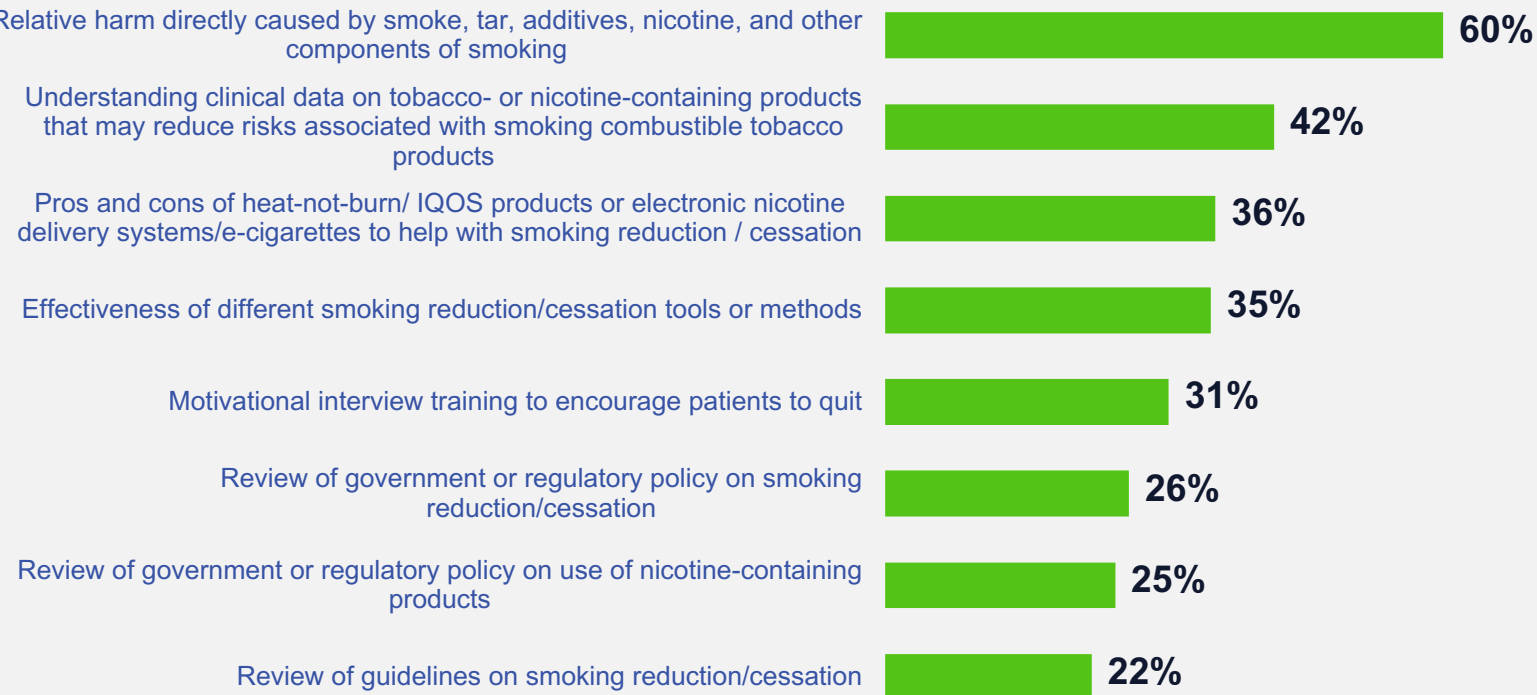 Relative harm directly caused by smoke, tar, additives, nicotine, and other
components of smoking
60%
Understanding clinical data on tobacco- or nicotine-containing products
that may reduce risks associated with smoking combustible tobacco
products
42%
Pros and cons of heat-not-burn/ IQOS products or electronic nicotine
delivery systems/e-cigarettes to help with smoking reduction / cessation
36%
Effectiveness of different smoking reduction/cessation tools or methods
35%
Motivational interview training to encourage patients to quit
31%
Review of government or regulatory policy on smoking
reduction/cessation
26%
Review of government or regulatory policy on use of nicotine-containing
products
25%
Review of guidelines on smoking reduction/cessation
22%